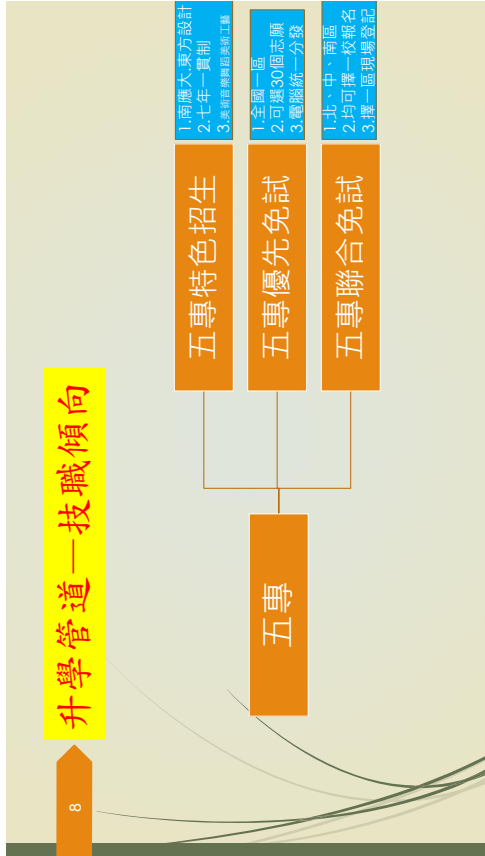 8
升學管道—技職傾向
五專
五專特色招生
1.南應大.東方設計
2.七年一貫制
3.美術音樂舞蹈美術工藝
五專優先免試
1.全國一區
2.可選30個志願
3.電腦統一分發
五專聯合免試
1.北、中、南區
2.均可擇一校報名
3.擇一區現場登記